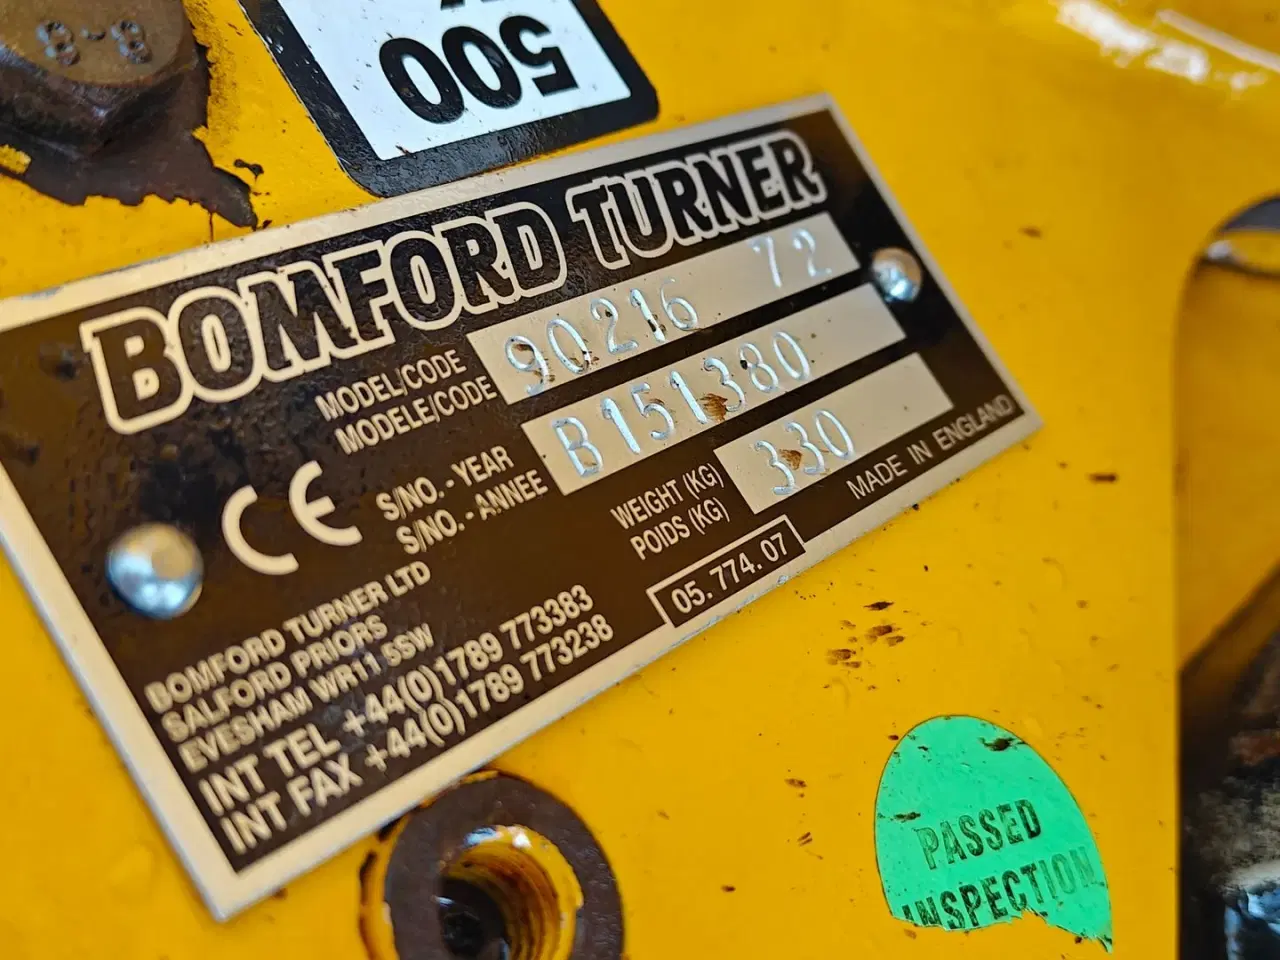 8-8
500
BOMFORD TURNER
MODEL/CODE
MODELE/CODE
90216 72
S/NO. - YEAR
S/NO. - ANNEE
B151380
WEIGHT (KG)
POIDS (KG)
330
MADE IN ENGLAND
05.774.07
CE
BOMFORD TURNER LTD
SALFORD PRIORS
EVESHAM WR11 5SW
INT TEL +44(0)1789 773383
INT FAX +44(0)1789 773238
PASSED
INSPECTION